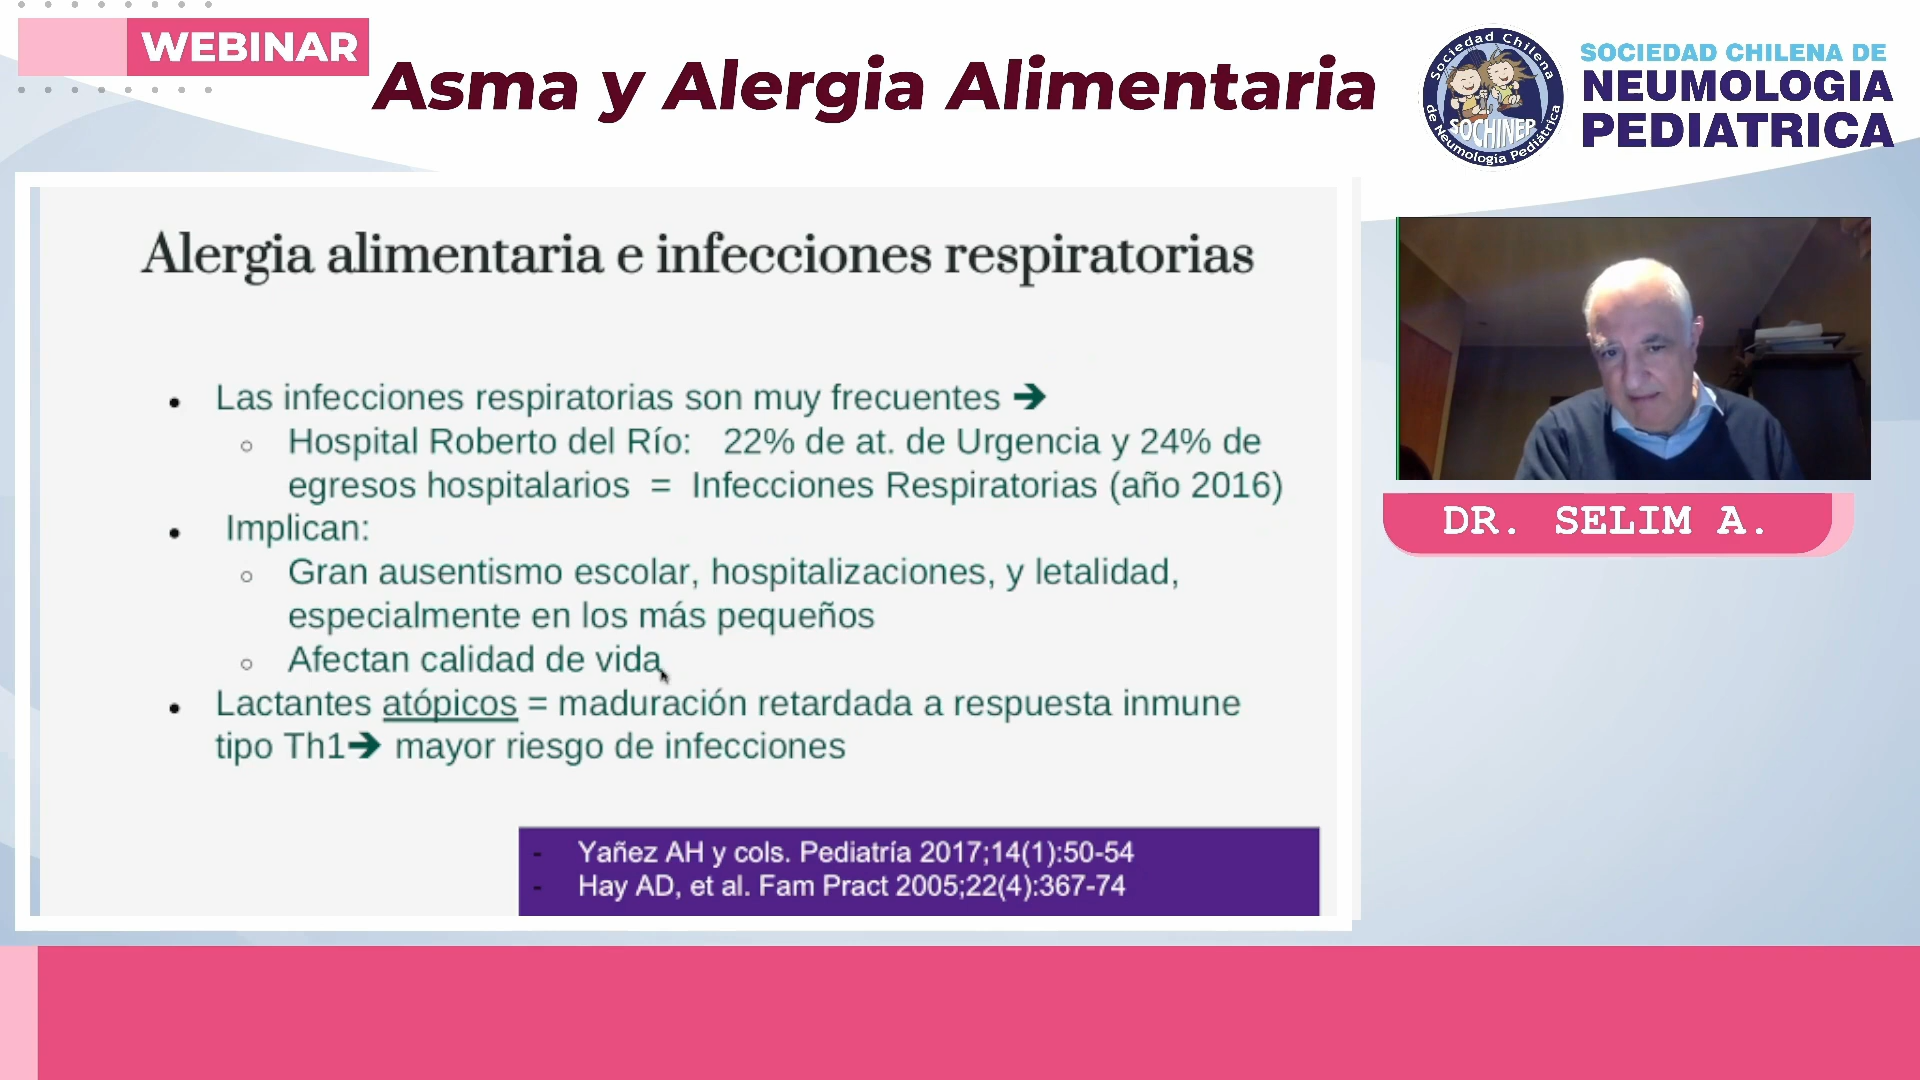 WEBINAR
Asma y Alergia Alimentaria
Sociedad Chilena
de Neumología Pediátrica
SOCHINEP
SOCIEDAD CHILENA DE
NEUMOLOGIA
PEDIATRICA
Alergia alimentaria e infecciones respiratorias
• Las infecciones respiratorias son muy frecuentes ➔
○ Hospital Roberto del Río: 22% de at. de Urgencia y 24% de
egresos hospitalarios = Infecciones Respiratorias (año 2016)
• Implican:
○ Gran ausentismo escolar, hospitalizaciones, y letalidad,
especialmente en los más pequeños
○ Afectan calidad de vida
• Lactantes atópicos = maduración retardada a respuesta inmune
tipo Th1➔ mayor riesgo de infecciones
- Yañez AH y cols. Pediatría 2017;14(1):50-54
- Hay AD, et al. Fam Pract 2005;22(4):367-74
DR. SELIM A.